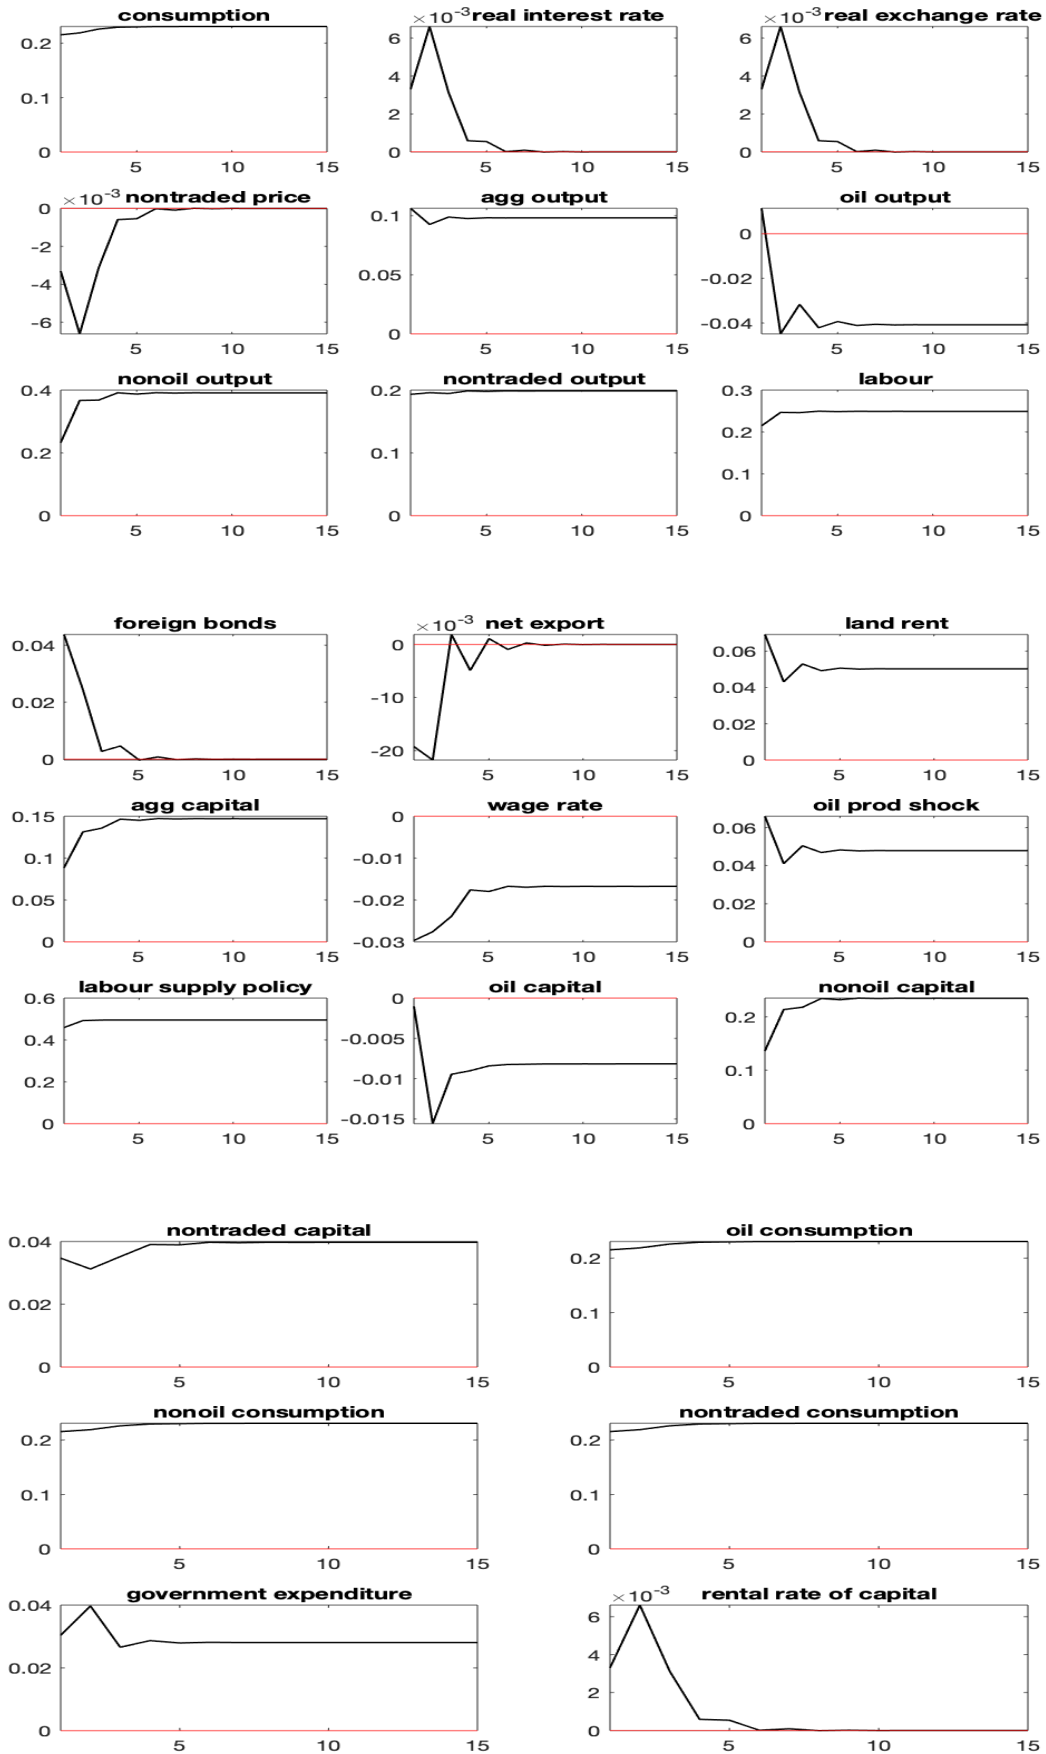 consumption
0.2
0.1
0
5 10 15
×10-3 real interest rate
6
4
2
0
5 10 15
×10-3 real exchange rate
6
4
2
0
5 10 15
×10-3 nontraded price
0
-2
-4
-6
5 10 15
agg output
0.1
0.05
0
5 10 15
oil output
0
-0.02
-0.04
5 10 15
nonoil output
0.4
0.2
0
5 10 15
nontraded output
0.2
0.1
0
5 10 15
labour
0.3
0.2
0.1
0
5 10 15
foreign bonds
0.04
0.02
0
5 10 15
×10-3 net export
0
-10
-20
5 10 15
land rent
0.06
0.04
0.02
0
5 10 15
agg capital
0.15
0.1
0.05
0
5 10 15
wage rate
0
-0.01
-0.02
-0.03
5 10 15
oil prod shock
0.06
0.04
0.02
0
5 10 15
labour supply policy
0.6
0.4
0.2
0
5 10 15
oil capital
0
-0.005
-0.01
-0.015
5 10 15
nonoil capital
0.2
0.1
0
5 10 15
nontraded capital
0.04
0.02
0
5 10 15
oil consumption
0.2
0.1
0
5 10 15
nonoil consumption
0.2
0.1
0
5 10 15
nontraded consumption
0.2
0.1
0
5 10 15
government expenditure
0.04
0.02
0
5 10 15
×10-3 rental rate of capital
6
4
2
0
5 10 15